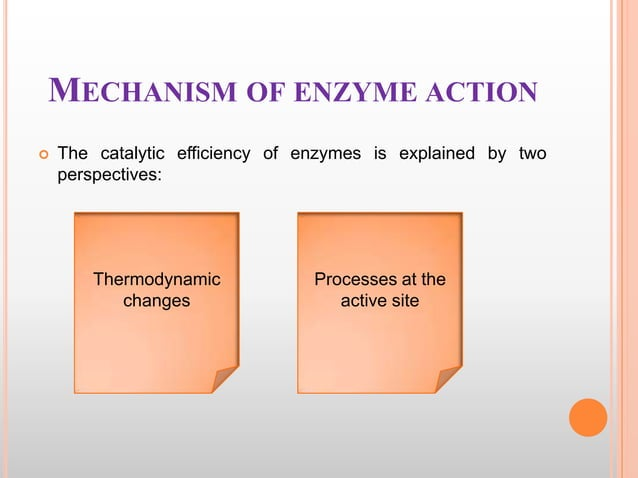 MECHANISM OF ENZYME ACTION
The catalytic efficiency of enzymes is explained by two
perspectives:
Thermodynamic
changes
Processes at the
active site